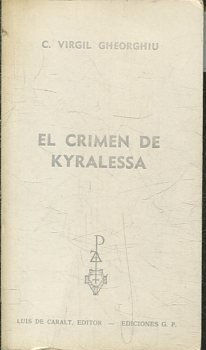 C. VIRGIL GHEORGHIU
EL CRIMEN DE
KYRALESSA
LUIS DE CARALT, EDITOR — EDICIONES G. P.